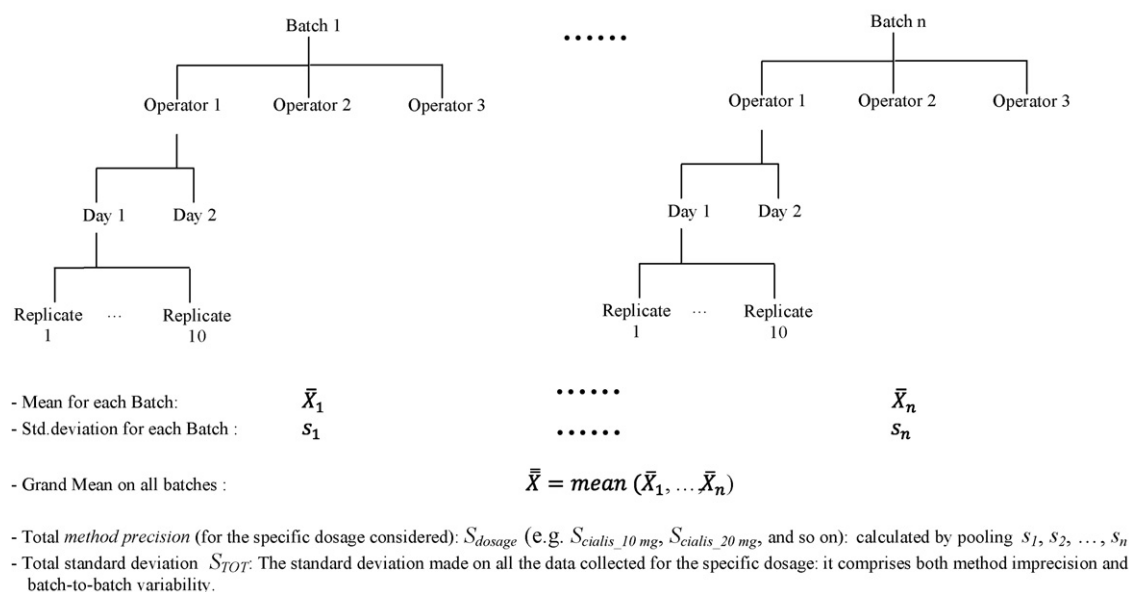 Batch 1 ...... Batch n
Operator 1 Operator 2 Operator 3 Operator 1 Operator 2 Operator 3
Day 1 Day 2 Day 1 Day 2
Replicate ... Replicate Replicate ... Replicate
1 10 1 10
- Mean for each Batch: X̄₁ ...... X̄ₙ
- Std.deviation for each Batch : s₁ ...... sₙ
- Grand Mean on all batches : X̿ = mean (X̄₁, … X̄ₙ)
- Total method precision (for the specific dosage considered): S_dosage (e.g. S_cialis_10 mg, S_cialis_20 mg, and so on): calculated by pooling s₁, s₂, …, sₙ
- Total standard deviation S_TOT. The standard deviation made on all the data collected for the specific dosage: it comprises both method imprecision and
batch-to-batch variability.